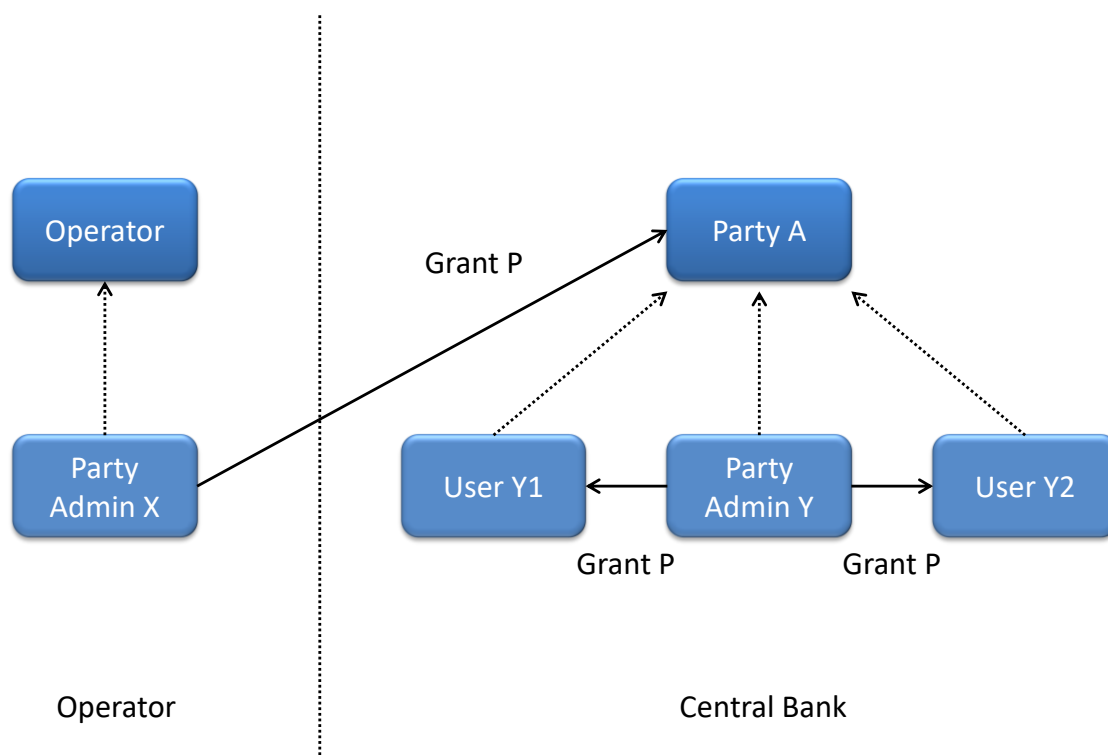 Operator
Party A
Grant P
Party
Admin X
User Y1
Party
Admin Y
User Y2
Grant P
Grant P
Operator
Central Bank